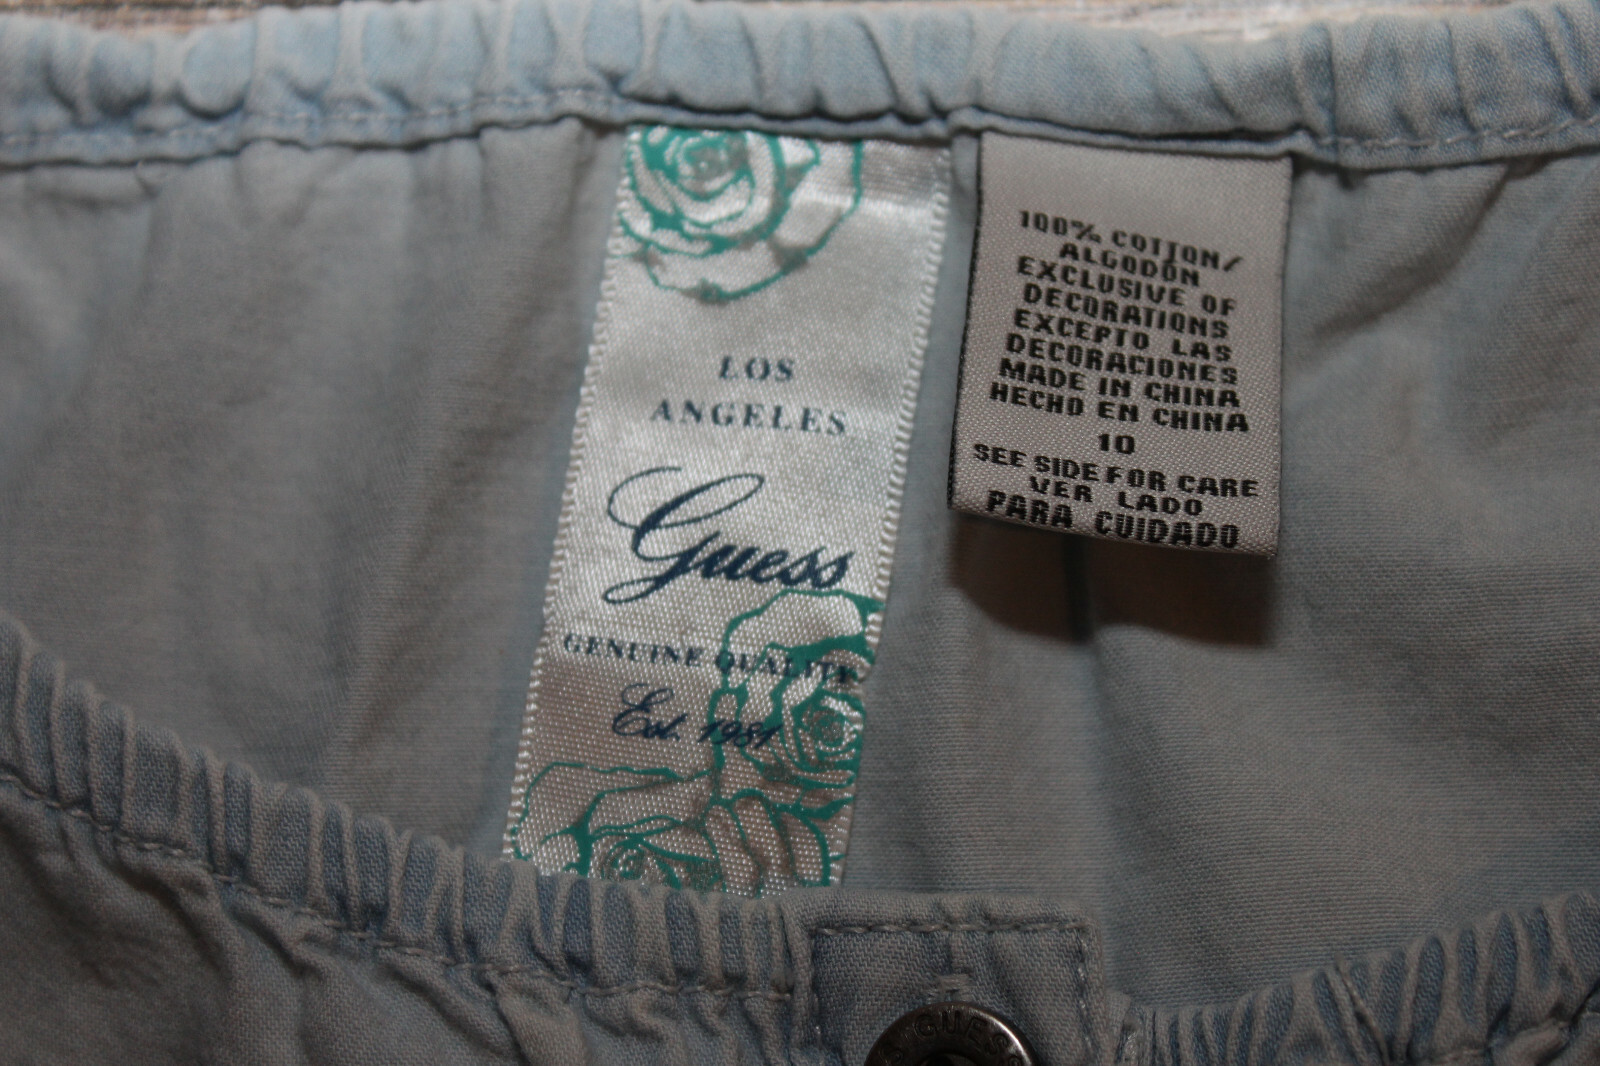 LOS
ANGELES
Guess
GENUINE QUALITY
Est. 1981
100% COTTON/
ALGODÓN
EXCLUSIVE OF
DECORATIONS
EXCEPTO LAS
DECORACIONES
MADE IN CHINA
HECHO EN CHINA
10
SEE SIDE FOR CARE
VER LADO
PARA CUIDADO
GUESS